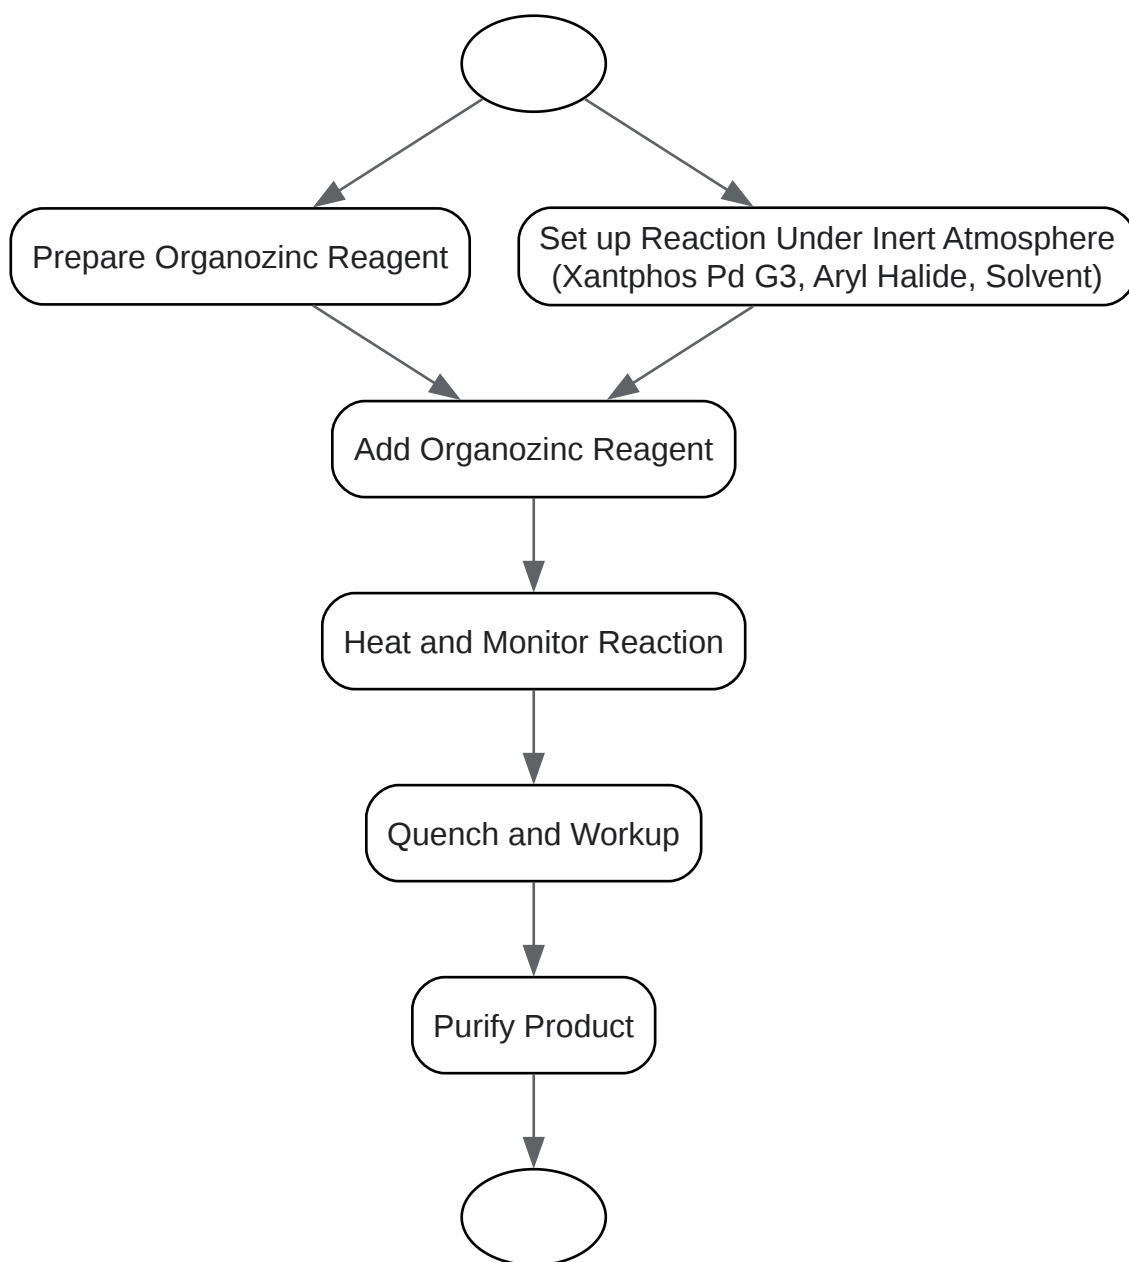 Prepare Organozinc Reagent
Set up Reaction Under Inert Atmosphere
(Xantphos Pd G3, Aryl Halide, Solvent)
Add Organozinc Reagent
Heat and Monitor Reaction
Quench and Workup
Purify Product